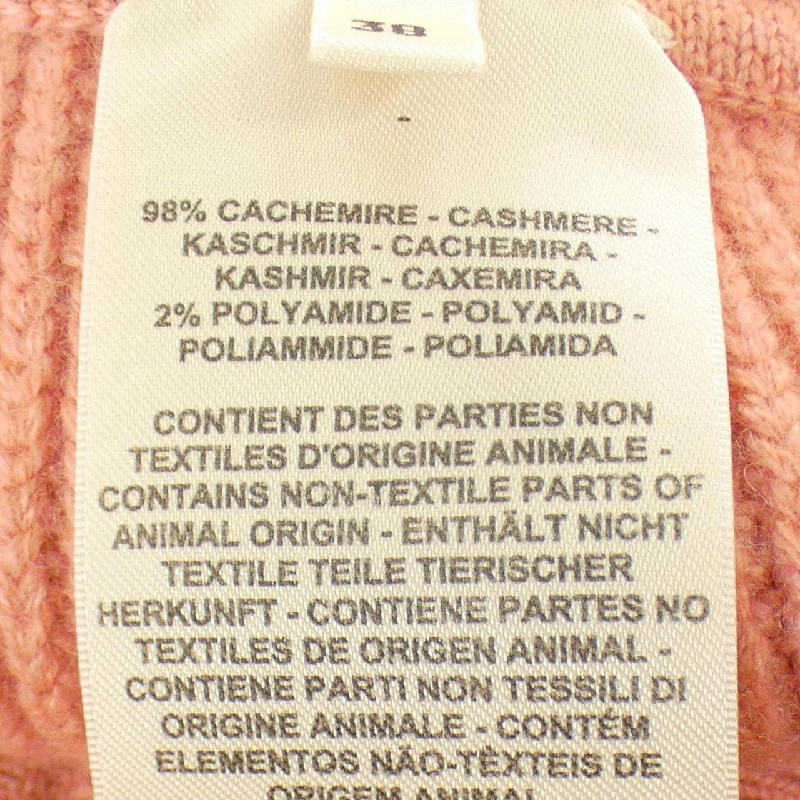 38
-
98% CACHEMIRE - CASHMERE -
KASCHMIR - CACHEMIRA -
KASHMIR - CAXEMIRA
2% POLYAMIDE - POLYAMID -
POLIAMMIDE - POLIAMIDA
CONTIENT DES PARTIES NON
TEXTILES D'ORIGINE ANIMALE -
CONTAINS NON-TEXTILE PARTS OF
ANIMAL ORIGIN - ENTHÄLT NICHT
TEXTILE TEILE TIERISCHER
HERKUNFT - CONTIENE PARTES NO
TEXTILES DE ORIGEN ANIMAL -
CONTIENE PARTI NON TESSILI DI
ORIGINE ANIMALE - CONTÉM
ELEMENTOS NÃO-TÊXTEIS DE
ORIGEM ANIMAL